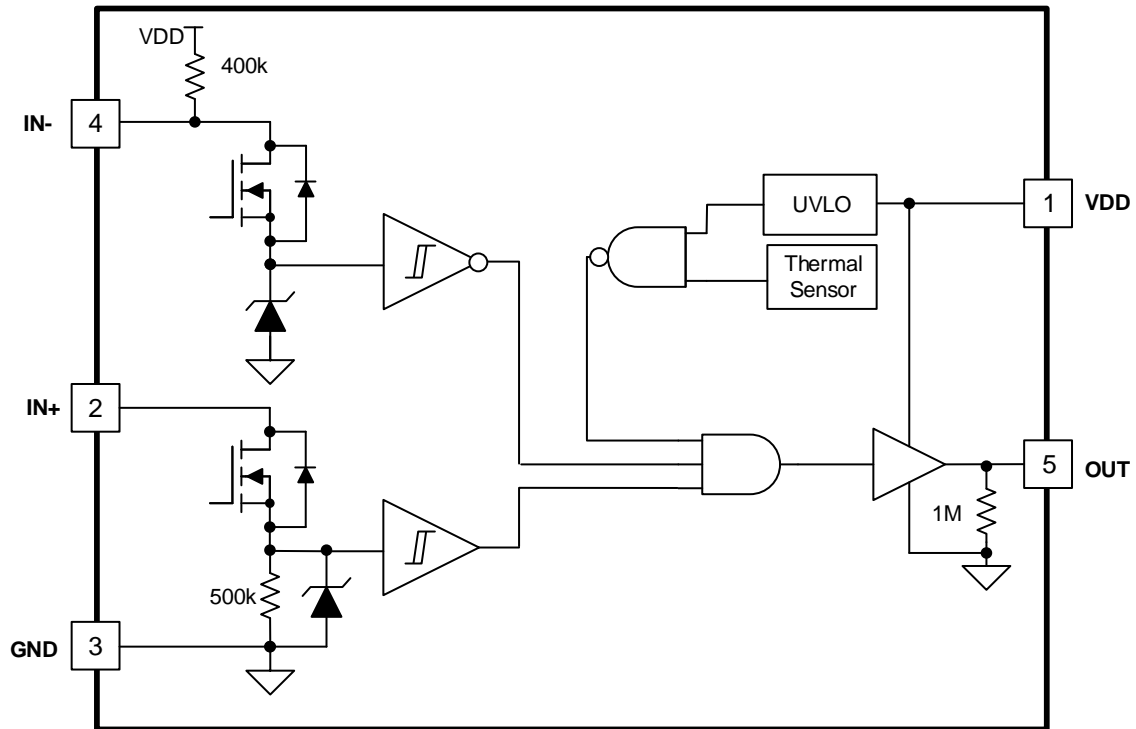 VDD
400k
IN-
4
UVLO
1
VDD
Thermal
Sensor
IN+
2
5
OUT
1M
500k
GND
3